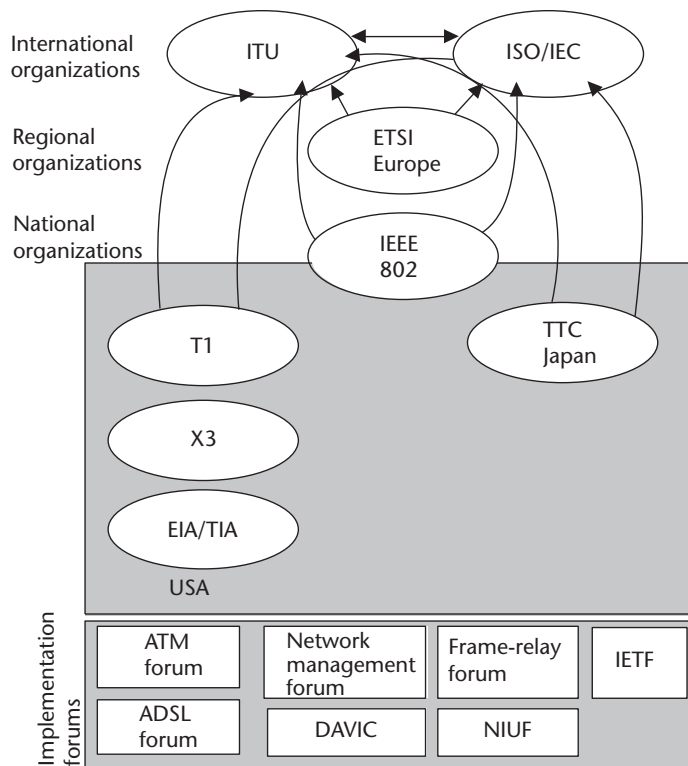 International
organizations
ITU
ISO/IEC
Regional
organizations
ETSI
Europe
National
organizations
IEEE
802
T1
TTC
Japan
X3
EIA/TIA
USA
Implementation
forums
ATM
forum
Network
management
forum
Frame-relay
forum
IETF
ADSL
forum
DAVIC
NIUF